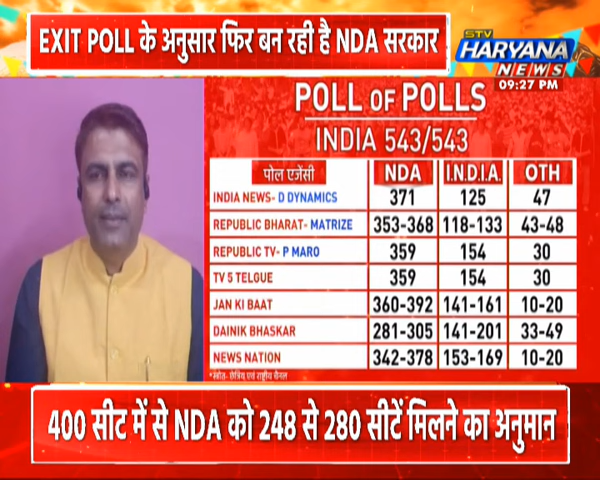 EXIT POLL के अनुसार फिर बन रही है NDA सरकार
STV
HARYANA
NEWS
09:27 PM
POLL OF POLLS
INDIA 543/543
पोल एजेंसी NDA I.N.D.I.A. OTH
INDIA NEWS- D DYNAMICS 371 125 47
REPUBLIC BHARAT- MATRIZE 353-368 118-133 43-48
REPUBLIC TV- P MARO 359 154 30
TV 5 TELGUE 359 154 30
JAN KI BAAT 360-392 141-161 10-20
DAINIK BHASKAR 281-305 141-201 33-49
NEWS NATION 342-378 153-169 10-20
*स्रोत- क्षेत्रिय एवं राष्ट्रीय चैनल
400 सीट में से NDA को 248 से 280 सीटें मिलने का अनुमान